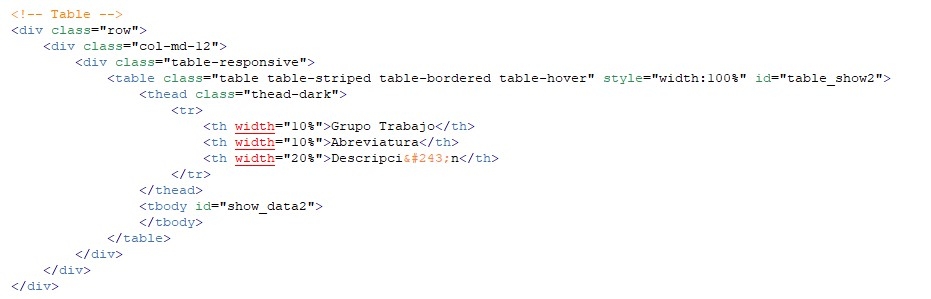 <!-- Table -->
<div class="row">
    <div class="col-md-12">
        <div class="table-responsive">
            <table class="table table-striped table-bordered table-hover" style="width:100%" id="table_show2">
                <thead class="thead-dark">
                    <tr>
                        <th width="10%">Grupo Trabajo</th>
                        <th width="10%">Abreviatura</th>
                        <th width="20%">Descripci&#243;n</th>
                    </tr>
                </thead>
                <tbody id="show_data2">
                </tbody>
            </table>
        </div>
    </div>
</div>